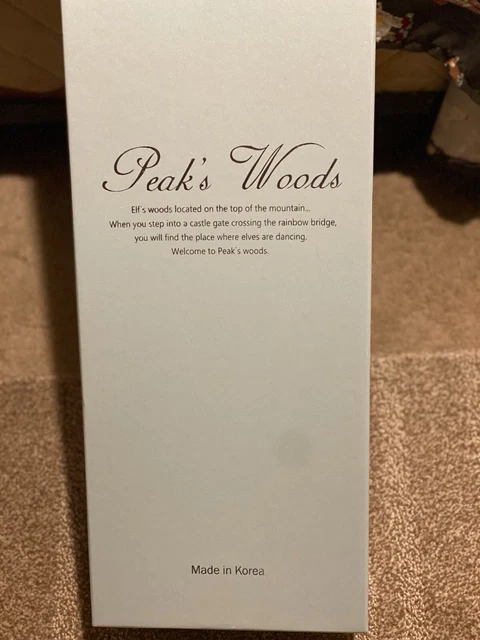 Peak's Woods
Elf's woods located on the top of the mountain...
When you step into a castle gate crossing the rainbow bridge,
you will find the place where elves are dancing.
Welcome to Peak's woods.
Made in Korea